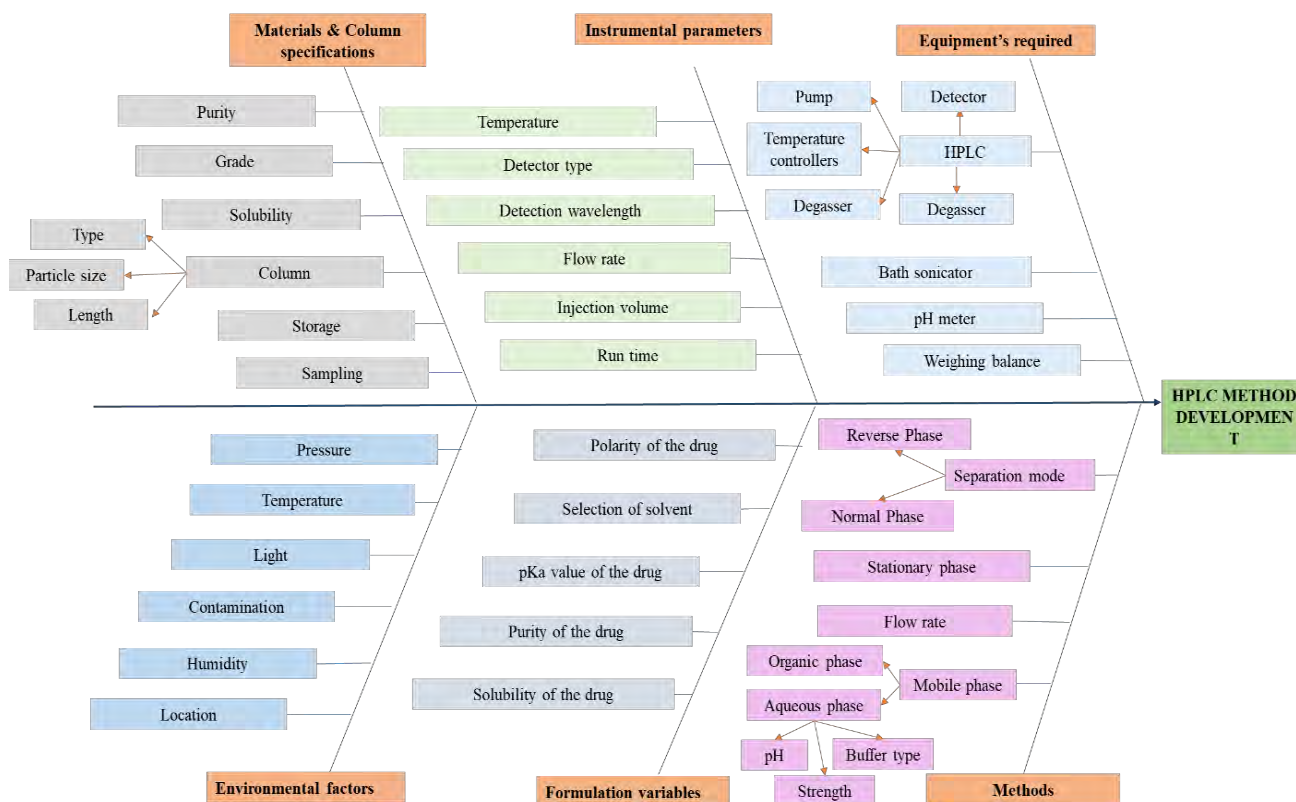 Materials & Column
specifications
Instrumental parameters
Equipment's required
Purity
Grade
Solubility
Type
Particle size
Column
Length
Storage
Sampling
Temperature
Detector type
Detection wavelength
Flow rate
Injection volume
Run time
Pump
Detector
Temperature
controllers
HPLC
Degasser
Degasser
Bath sonicator
pH meter
Weighing balance
HPLC METHOD
DEVELOPMEN
T
Pressure
Temperature
Light
Contamination
Humidity
Location
Polarity of the drug
Selection of solvent
pKa value of the drug
Purity of the drug
Solubility of the drug
Reverse Phase
Separation mode
Normal Phase
Stationary phase
Flow rate
Organic phase
Mobile phase
Aqueous phase
pH
Buffer type
Strength
Environmental factors
Formulation variables
Methods